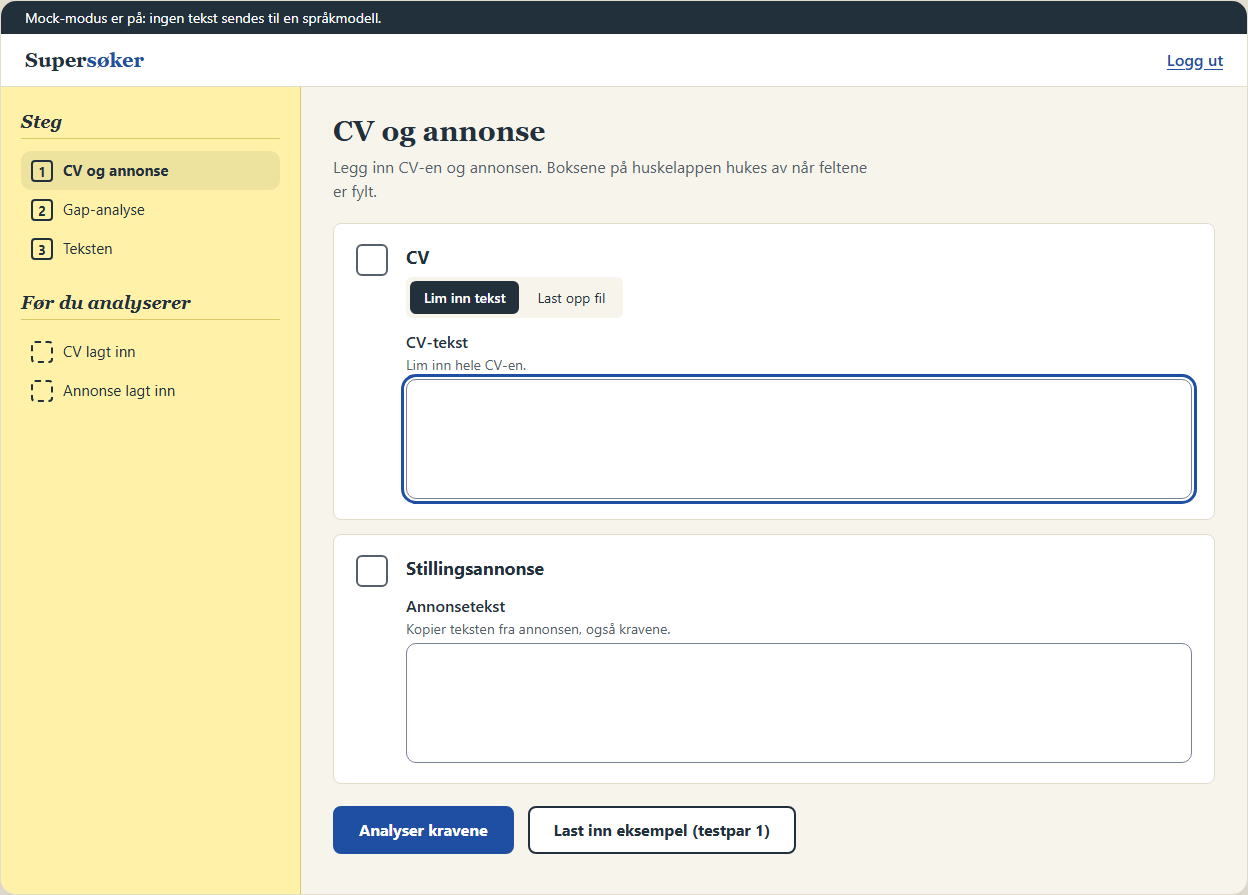 Mock-modus er på: ingen tekst sendes til en språkmodell.
Supersøker
Logg ut
Steg
1 CV og annonse
2 Gap-analyse
3 Teksten
Før du analyserer
CV lagt inn
Annonse lagt inn
CV og annonse
Legg inn CV-en og annonsen. Boksene på huskelappen hukes av når feltene
er fylt.
CV
Lim inn tekst
Last opp fil
CV-tekst
Lim inn hele CV-en.
Stillingsannonse
Annonsetekst
Kopier teksten fra annonsen, også kravene.
Analyser kravene
Last inn eksempel (testpar 1)